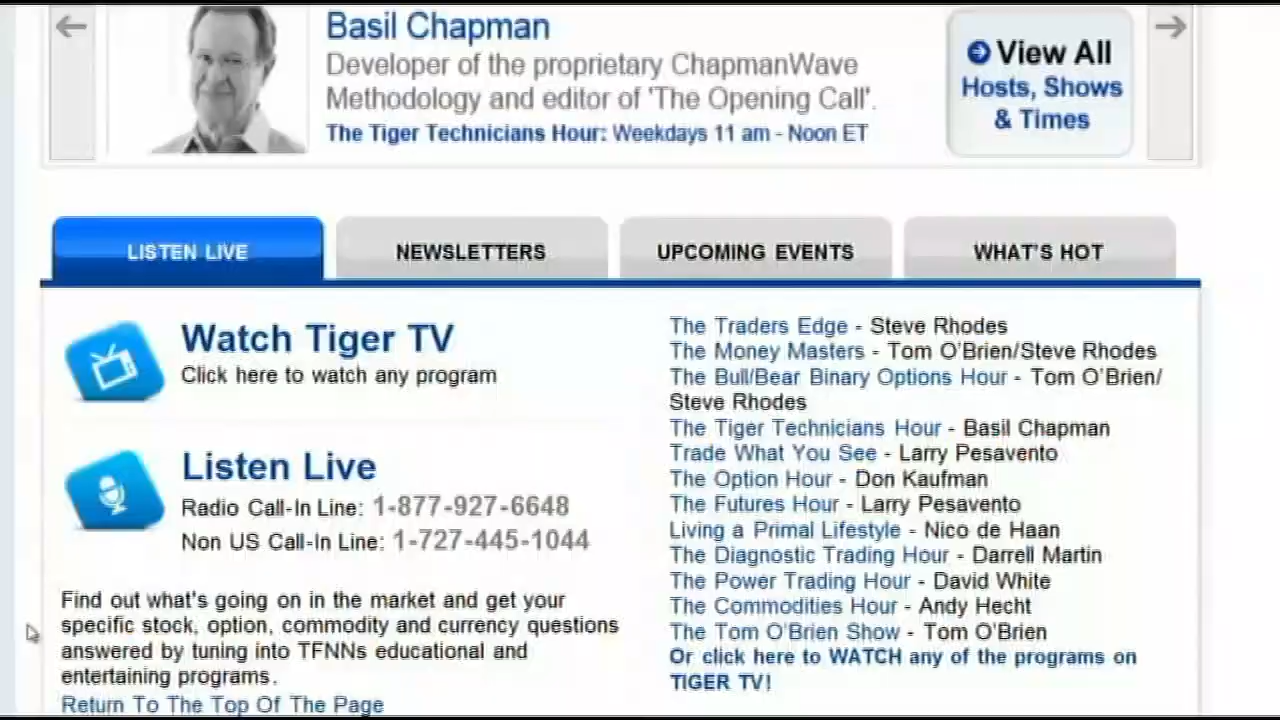 Basil Chapman
Developer of the proprietary ChapmanWave
Methodology and editor of 'The Opening Call'.
The Tiger Technicians Hour: Weekdays 11 am - Noon ET
View All
Hosts, Shows
& Times
LISTEN LIVE
NEWSLETTERS
UPCOMING EVENTS
WHAT'S HOT
Watch Tiger TV
Click here to watch any program
Listen Live
Radio Call-In Line: 1-877-927-6648
Non US Call-In Line: 1-727-445-1044
Find out what's going on in the market and get your
specific stock, option, commodity and currency questions
answered by tuning into TFNNs educational and
entertaining programs.
Return To The Top Of The Page
The Traders Edge - Steve Rhodes
The Money Masters - Tom O'Brien/Steve Rhodes
The Bull/Bear Binary Options Hour - Tom O'Brien/
Steve Rhodes
The Tiger Technicians Hour - Basil Chapman
Trade What You See - Larry Pesavento
The Option Hour - Don Kaufman
The Futures Hour - Larry Pesavento
Living a Primal Lifestyle - Nico de Haan
The Diagnostic Trading Hour - Darrell Martin
The Power Trading Hour - David White
The Commodities Hour - Andy Hecht
The Tom O'Brien Show - Tom O'Brien
Or click here to WATCH any of the programs on
TIGER TV!